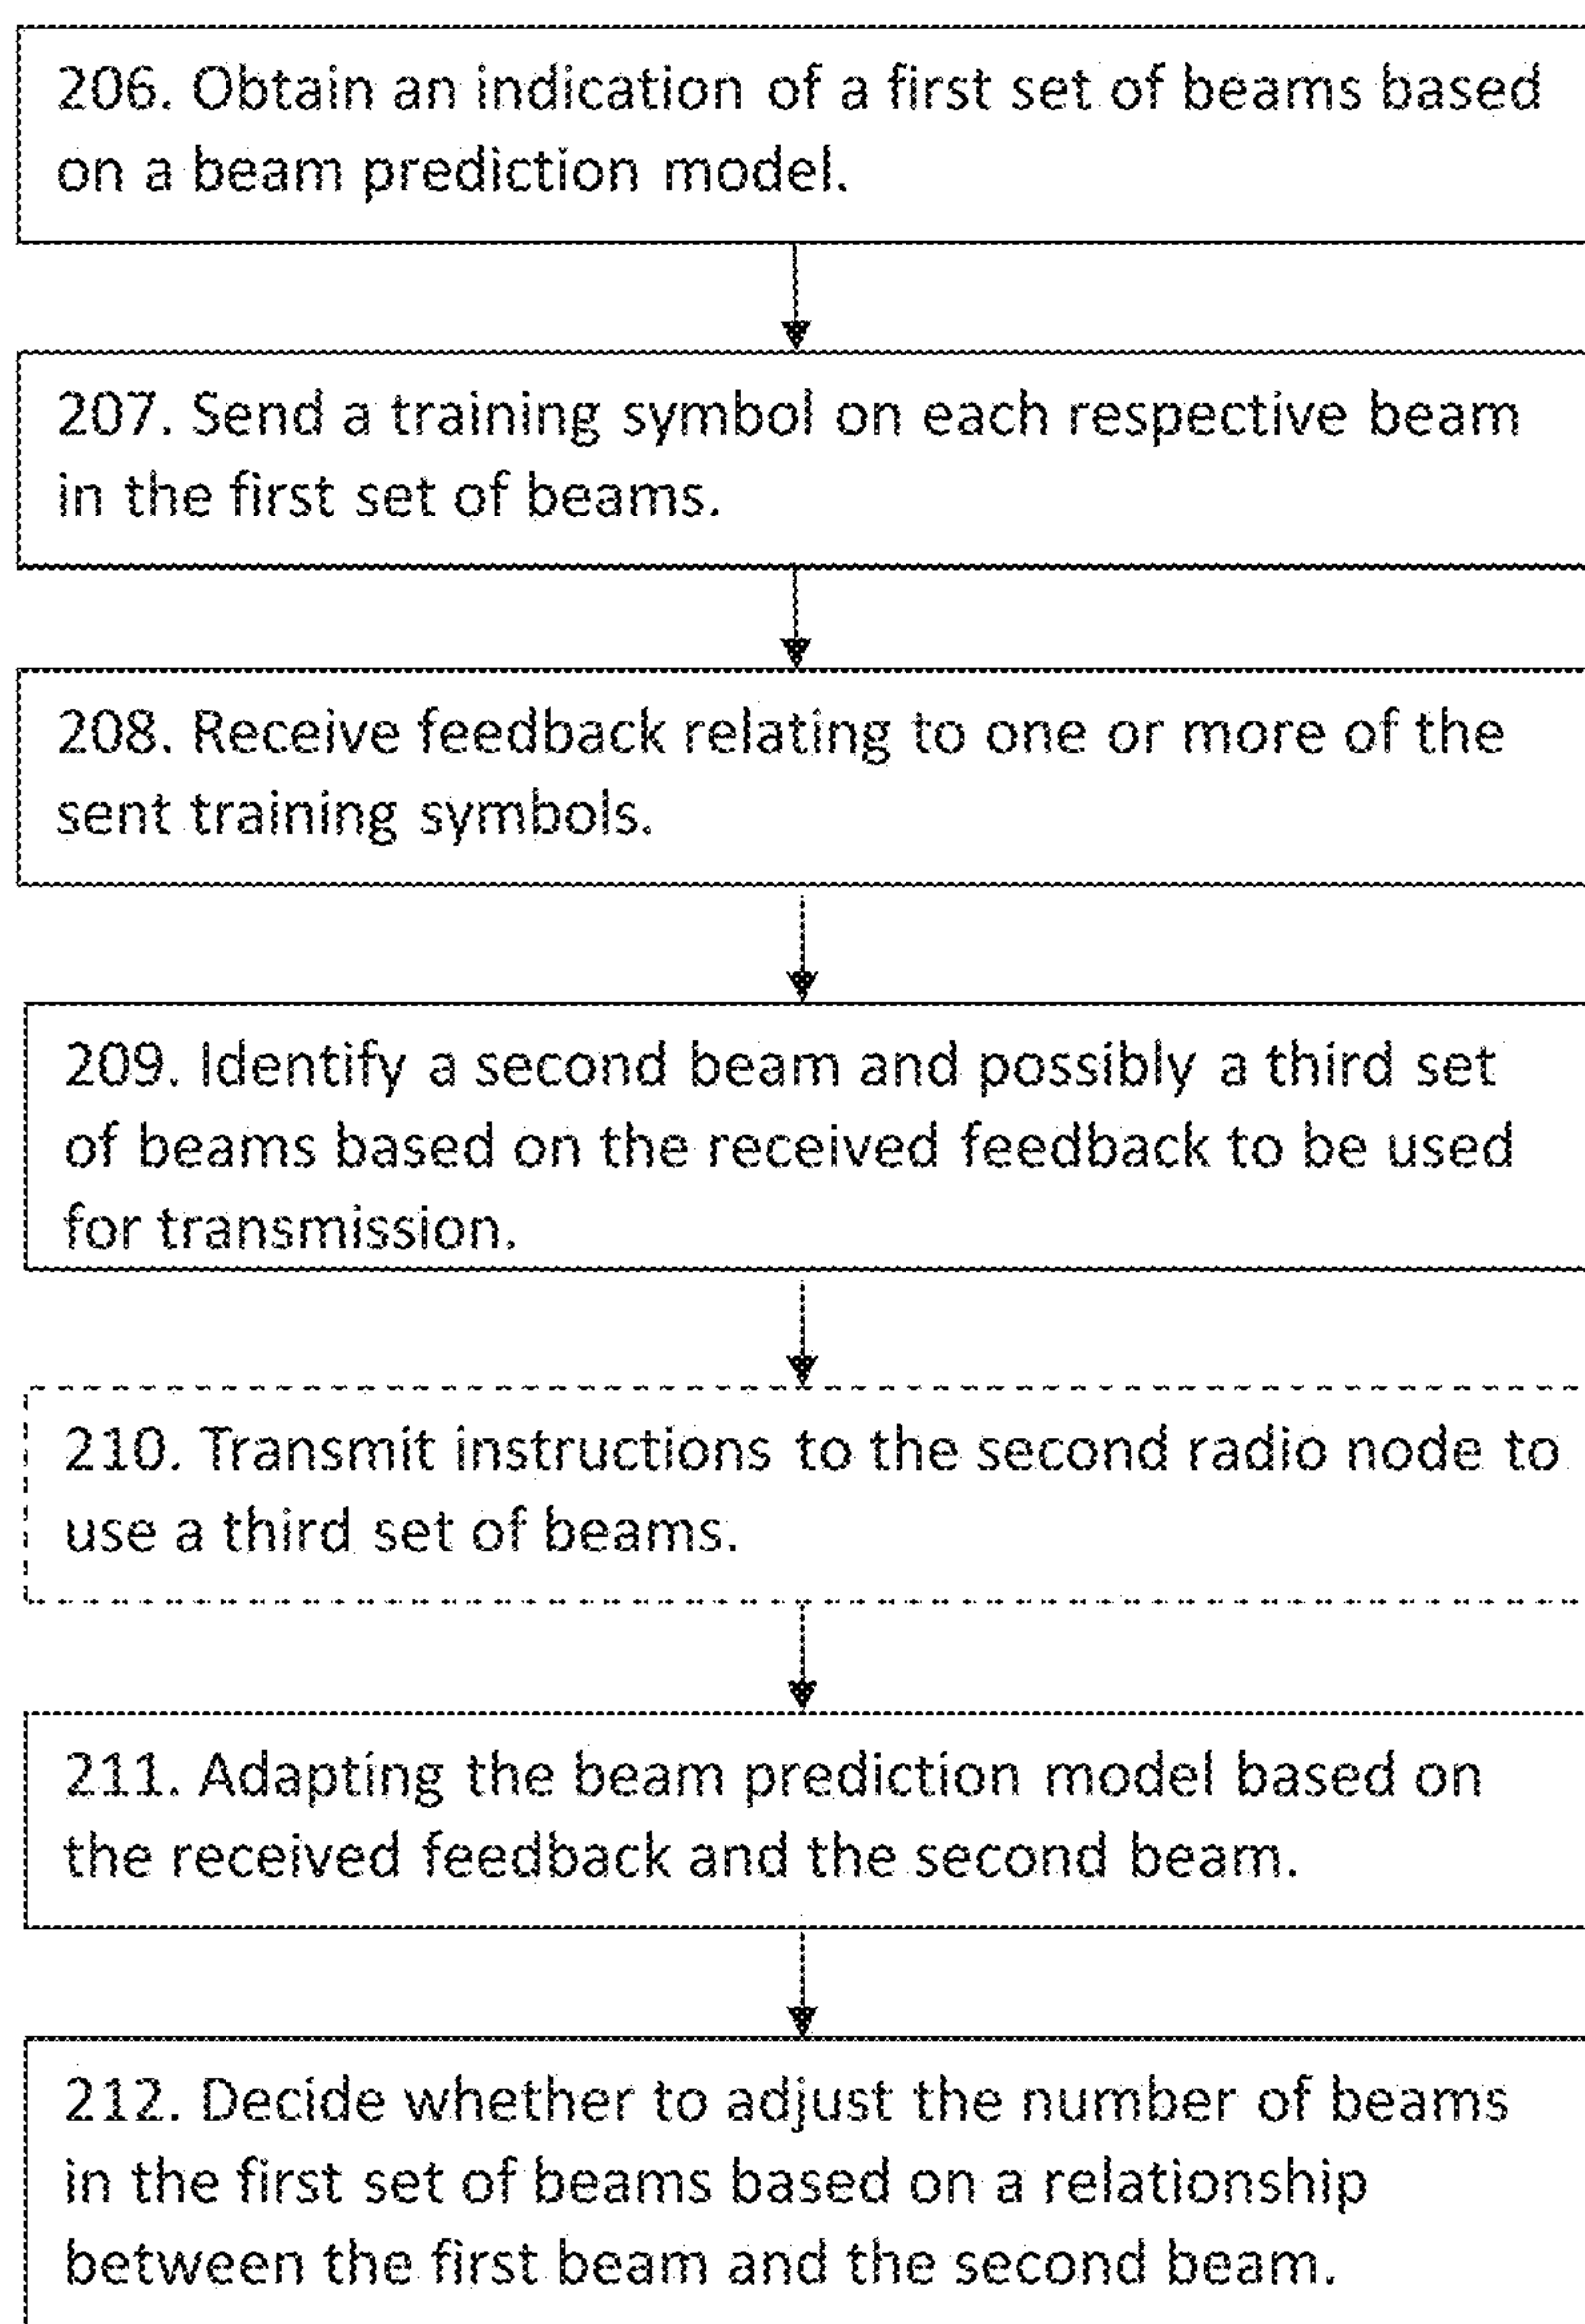 206. Obtain an indication of a first set of beams based
on a beam prediction model.
207. Send a training symbol on each respective beam
in the first set of beams.
208. Receive feedback relating to one or more of the
sent training symbols.
209. Identify a second beam and possibly a third set
of beams based on the received feedback to be used
for transmission.
210. Transmit instructions to the second radio node to
use a third set of beams.
211. Adapting the beam prediction model based on
the received feedback and the second beam.
212. Decide whether to adjust the number of beams
in the first set of beams based on a relationship
between the first beam and the second beam.